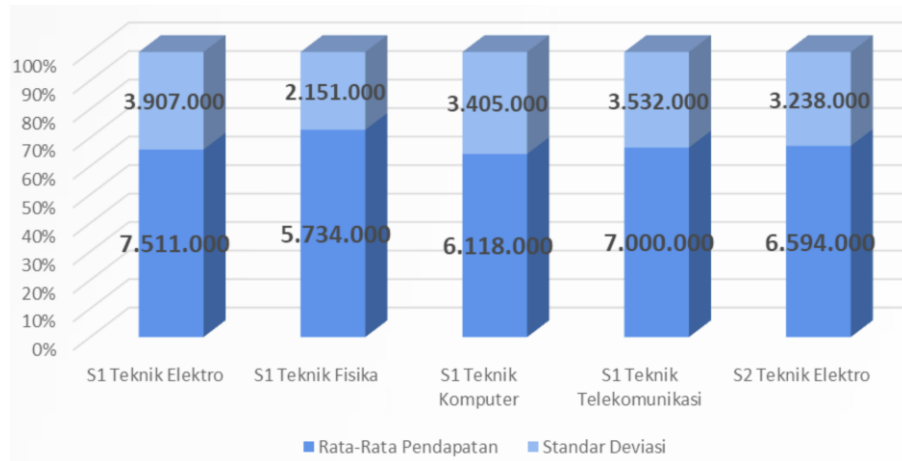 100%
90%
80%
70%
60%
50%
40%
30%
20%
10%
0%
3.907.000 2.151.000 3.405.000 3.532.000 3.238.000
7.511.000 5.734.000 6.118.000 7.000.000 6.594.000
S1 Teknik Elektro S1 Teknik Fisika S1 Teknik Komputer S1 Teknik Telekomunikasi S2 Teknik Elektro
Rata-Rata Pendapatan Standar Deviasi